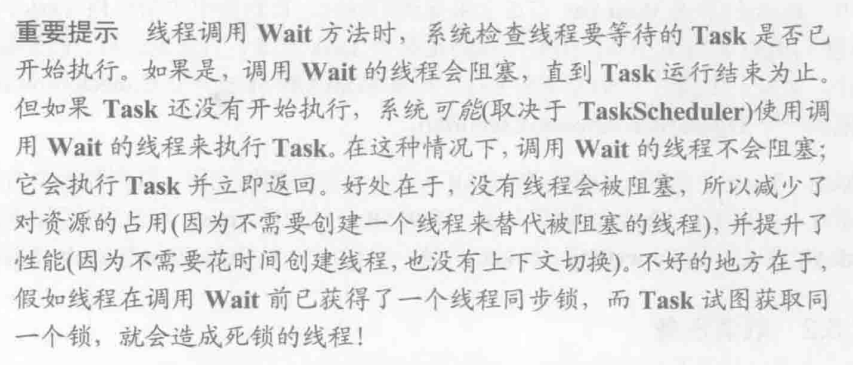 重要提示 线程调用 Wait 方法时，系统检查线程要等待的 Task 是否已
开始执行。如果是，调用 Wait 的线程会阻塞，直到 Task 运行结束为止。
但如果 Task 还没有开始执行，系统可能(取决于 TaskScheduler)使用调
用 Wait 的线程来执行 Task。在这种情况下，调用 Wait 的线程不会阻塞；
它会执行 Task 并立即返回。好处在于，没有线程会被阻塞，所以减少了
对资源的占用(因为不需要创建一个线程来替代被阻塞的线程)，并提升了
性能(因为不需要花时间创建线程，也没有上下文切换)。不好的地方在于，
假如线程在调用 Wait 前已获得了一个线程同步锁，而 Task 试图获取同
一个锁，就会造成死锁的线程！